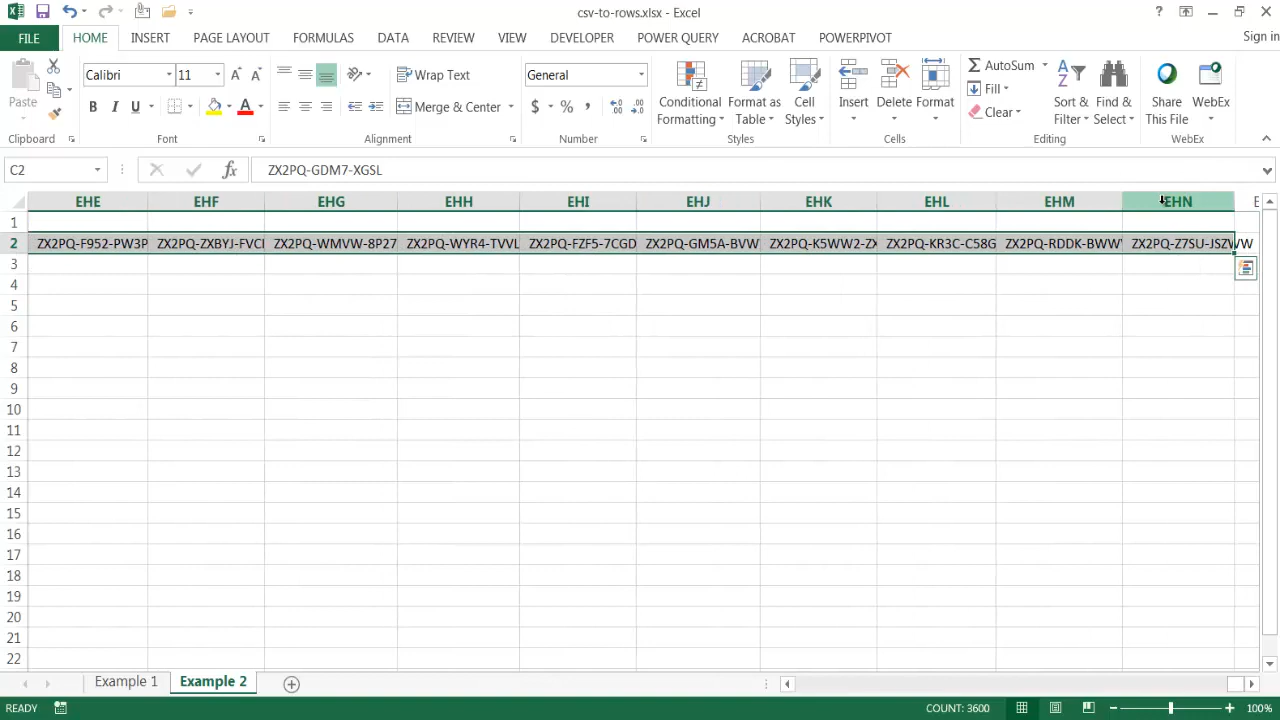 csv-to-rows.xlsx - Excel
?
FILE HOME INSERT PAGE LAYOUT FORMULAS DATA REVIEW VIEW DEVELOPER POWER QUERY ACROBAT POWERPIVOT Sign in
Paste
Calibri 11 A A
B I U A
Wrap Text
Merge & Center
General
$ % ,
Conditional Formatting
Format as Table
Cell Styles
Insert
Delete
Format
AutoSum
Fill
Clear
Sort & Filter
Find & Select
Share This File
WebEx
Clipboard Font Alignment Number Styles Cells Editing WebEx
C2 fx ZX2PQ-GDM7-XGSL
EHE EHF EHG EHH EHI EHJ EHK EHL EHM EHN E
1
2 ZX2PQ-F952-PW3P ZX2PQ-ZXBYJ-FVCI ZX2PQ-WMVW-8P27 ZX2PQ-WYR4-TVVL ZX2PQ-FZF5-7CGD ZX2PQ-GM5A-BVW ZX2PQ-K5WW2-ZX ZX2PQ-KR3C-C58G ZX2PQ-RDDK-BWW ZX2PQ-Z7SU-JSZWW
3
4
5
6
7
8
9
10
11
12
13
14
15
16
17
18
19
20
21
22
Example 1 Example 2
READY COUNT: 3600 100%